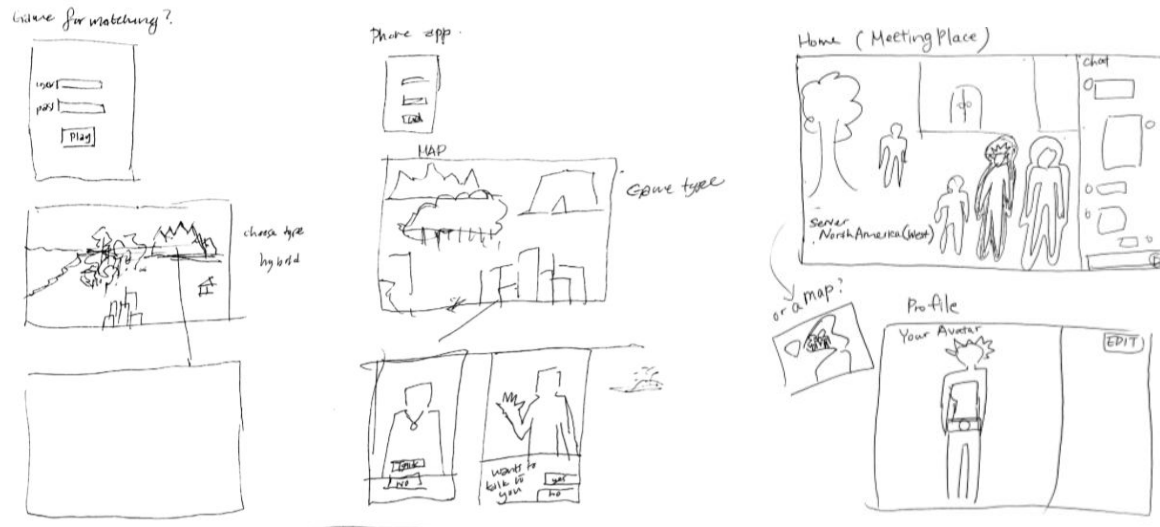 Game for matching?
user
pass
Play
choose type
hybrid
Phone app.
MAP
Game type
Talk
NO
wants to
talk to
you
yes
no
Home (Meeting Place)
Chat
Server
North America (West)
or a map?
Profile
Your Avatar
EDIT